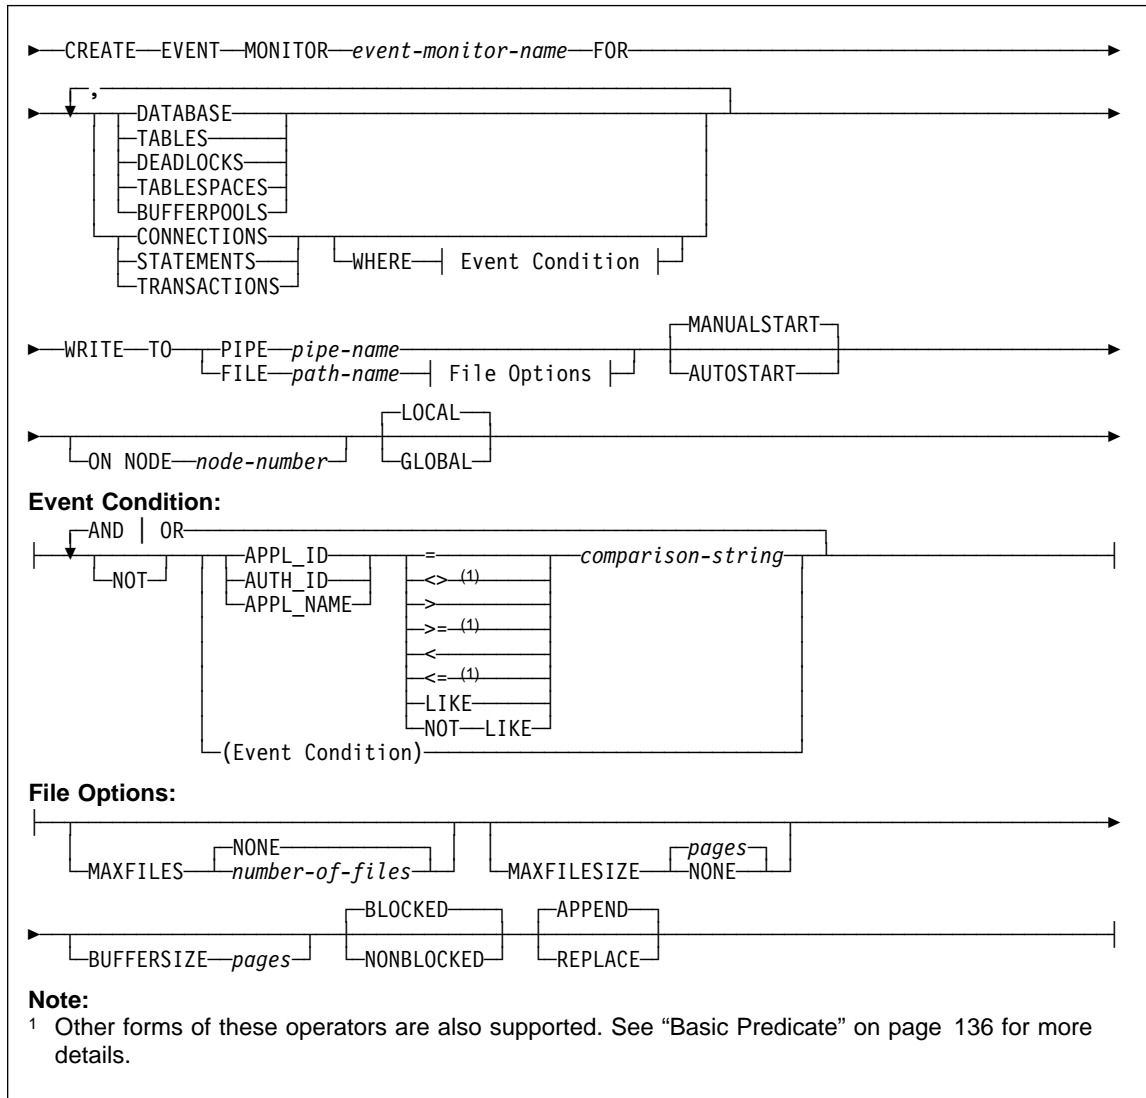 CREATE EVENT MONITOR event-monitor-name FOR
,
DATABASE
TABLES
DEADLOCKS
TABLESPACES
BUFFERPOOLS
CONNECTIONS
STATEMENTS WHERE Event Condition
TRANSACTIONS
MANUALSTART
WRITE TO PIPE pipe-name
FILE path-name File Options AUTOSTART
LOCAL
ON NODE node-number GLOBAL
Event Condition:
AND | OR
APPL_ID = comparison-string
NOT AUTH_ID <> (1)
APPL_NAME >
>= (1)
<
<= (1)
LIKE
NOT LIKE
(Event Condition)
File Options:
NONE pages
MAXFILES number-of-files MAXFILESIZE NONE
BLOCKED APPEND
BUFFERSIZE pages NONBLOCKED REPLACE
Note:
1 Other forms of these operators are also supported. See “Basic Predicate” on page 136 for more
details.